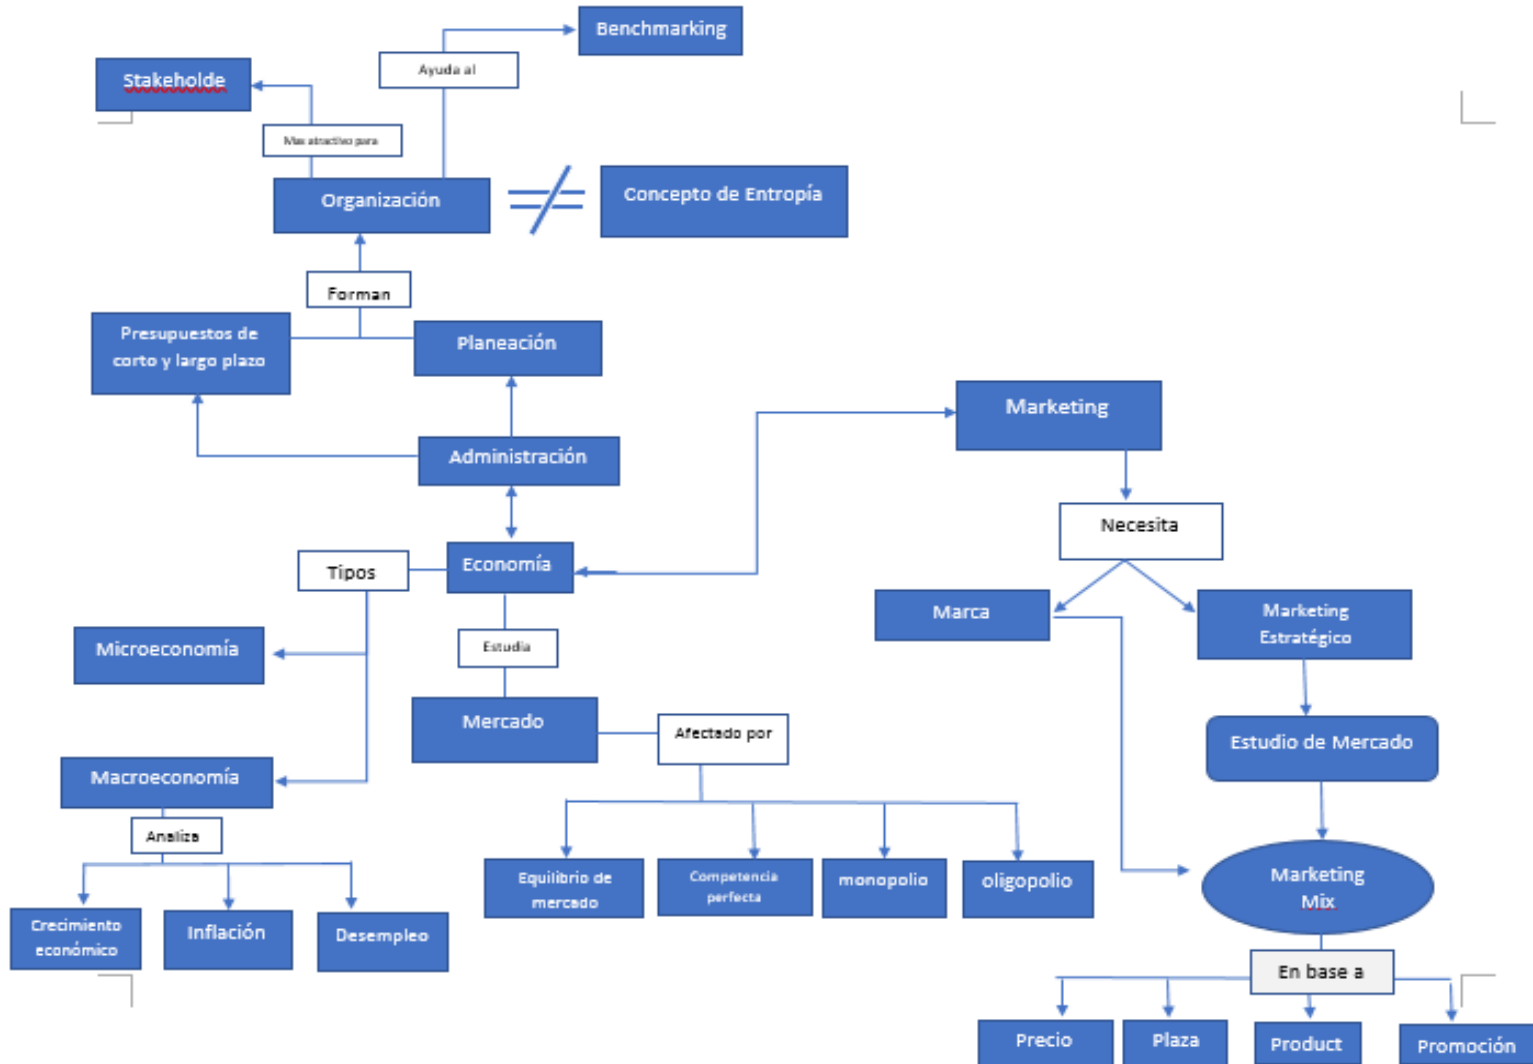 Benchmarking
Ayuda al
Stakeholde
Mas atractivo para
Organización
Concepto de Entropía
Forman
Presupuestos de
corto y largo plazo
Planeación
Marketing
Administración
Necesita
Economía
Tipos
Marca
Marketing
Estratégico
Microeconomía
Estudia
Mercado
Afectado por
Estudio de Mercado
Macroeconomía
Analiza
Equilibrio de
mercado
Competencia
perfecta
monopolio
oligopolio
Marketing
Mix
Crecimiento
económico
Inflación
Desempleo
En base a
Precio
Plaza
Product
Promoción